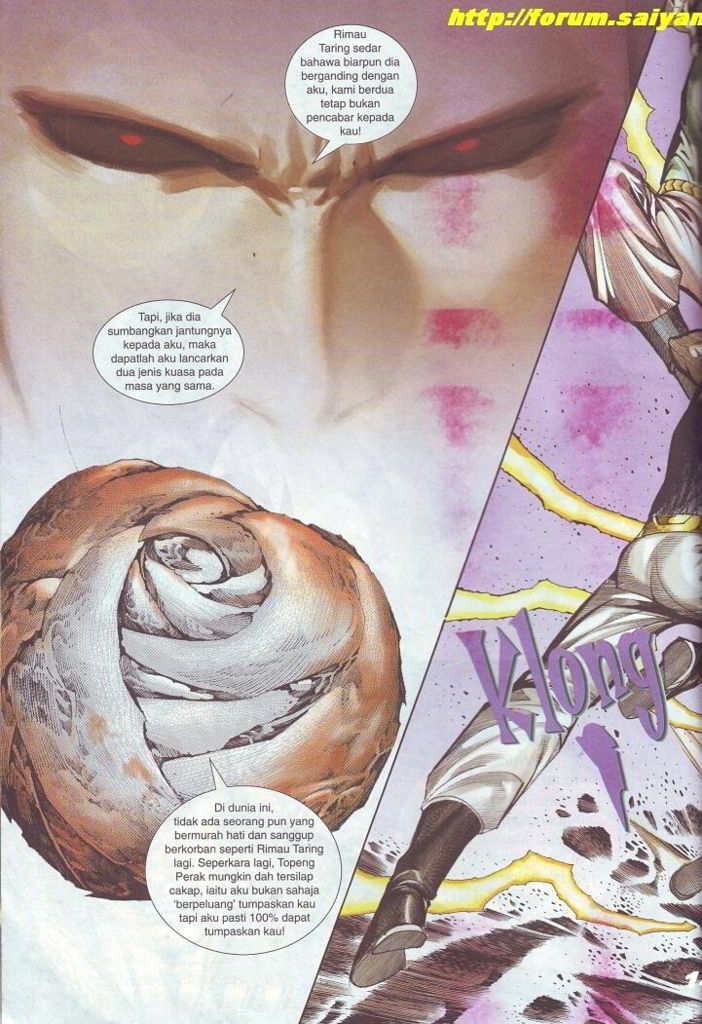 http://forum.saiyan
Rimau
Taring sedar
bahawa biarpun dia
berganding dengan
aku, kami berdua
tetap bukan
pencabar kepada
kau!
Tapi, jika dia
sumbangkan jantungnya
kepada aku, maka
dapatlah aku lancarkan
dua jenis kuasa pada
masa yang sama.
Klong
Di dunia ini,
tidak ada seorang pun yang
bermurah hati dan sanggup
berkorban seperti Rimau Taring
lagi. Seperkara lagi, Topeng
Perak mungkin dah tersilap
cakap, iaitu aku bukan sahaja
'berpeluang' tumpaskan kau
tapi aku pasti 100% dapat
tumpaskan kau!